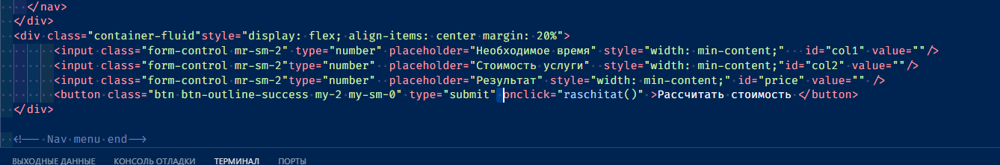 </nav>
</div>
<div class="container-fluid"style="display: flex; align-items: center margin: 20%">
<input class="form-control mr-sm-2" type="number" placeholder="Необходимое время" style="width: min-content;"   id="col1" value=""/>
<input class="form-control mr-sm-2"type="number"  placeholder="Стоимость услуги"  style="width: min-content;"id="col2" value=""/>
<input class="form-control mr-sm-2"type="number"  placeholder="Результат" style="width: min-content;" id="price" value="" />
<button class="btn btn-outline-success my-2 my-sm-0" type="submit" onclick="raschitat()" >Рассчитать стоимость </button>
</div>
<!-- Nav menu end-->
ВЫХОДНЫЕ ДАННЫЕ КОНСОЛЬ ОТЛАДКИ ТЕРМИНАЛ ПОРТЫ